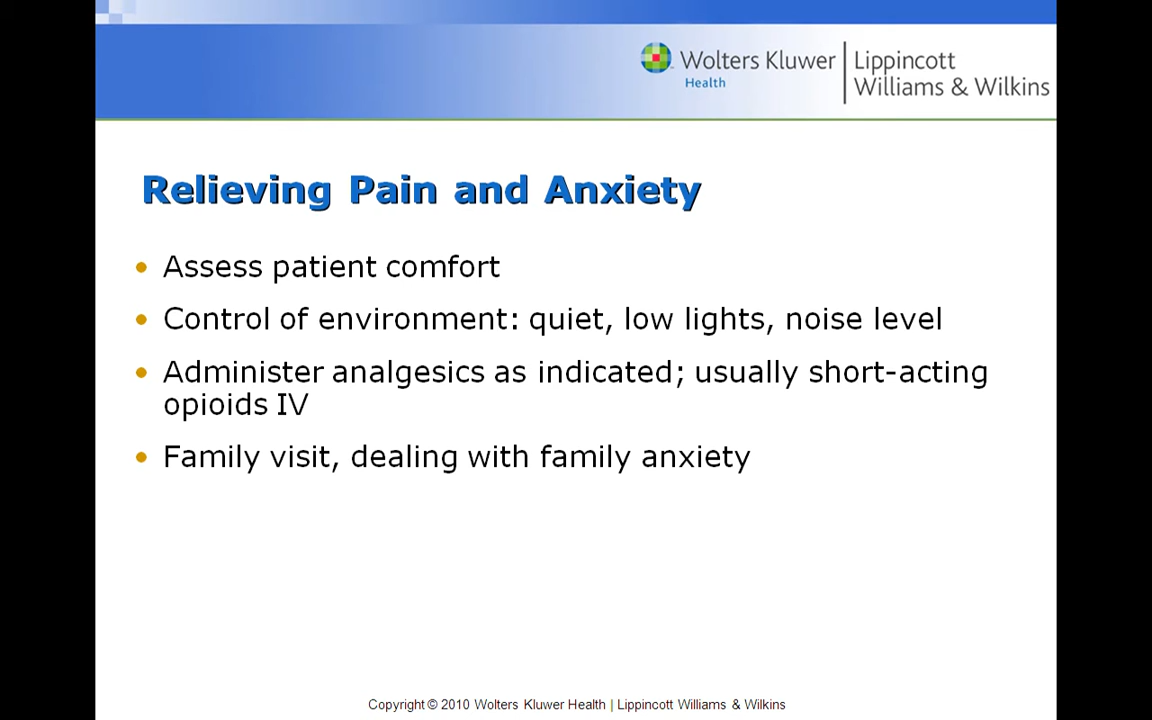 Wolters Kluwer
Health
Lippincott
Williams & Wilkins
Relieving Pain and Anxiety
• Assess patient comfort
• Control of environment: quiet, low lights, noise level
• Administer analgesics as indicated; usually short-acting
opioids IV
• Family visit, dealing with family anxiety
Copyright © 2010 Wolters Kluwer Health | Lippincott Williams & Wilkins